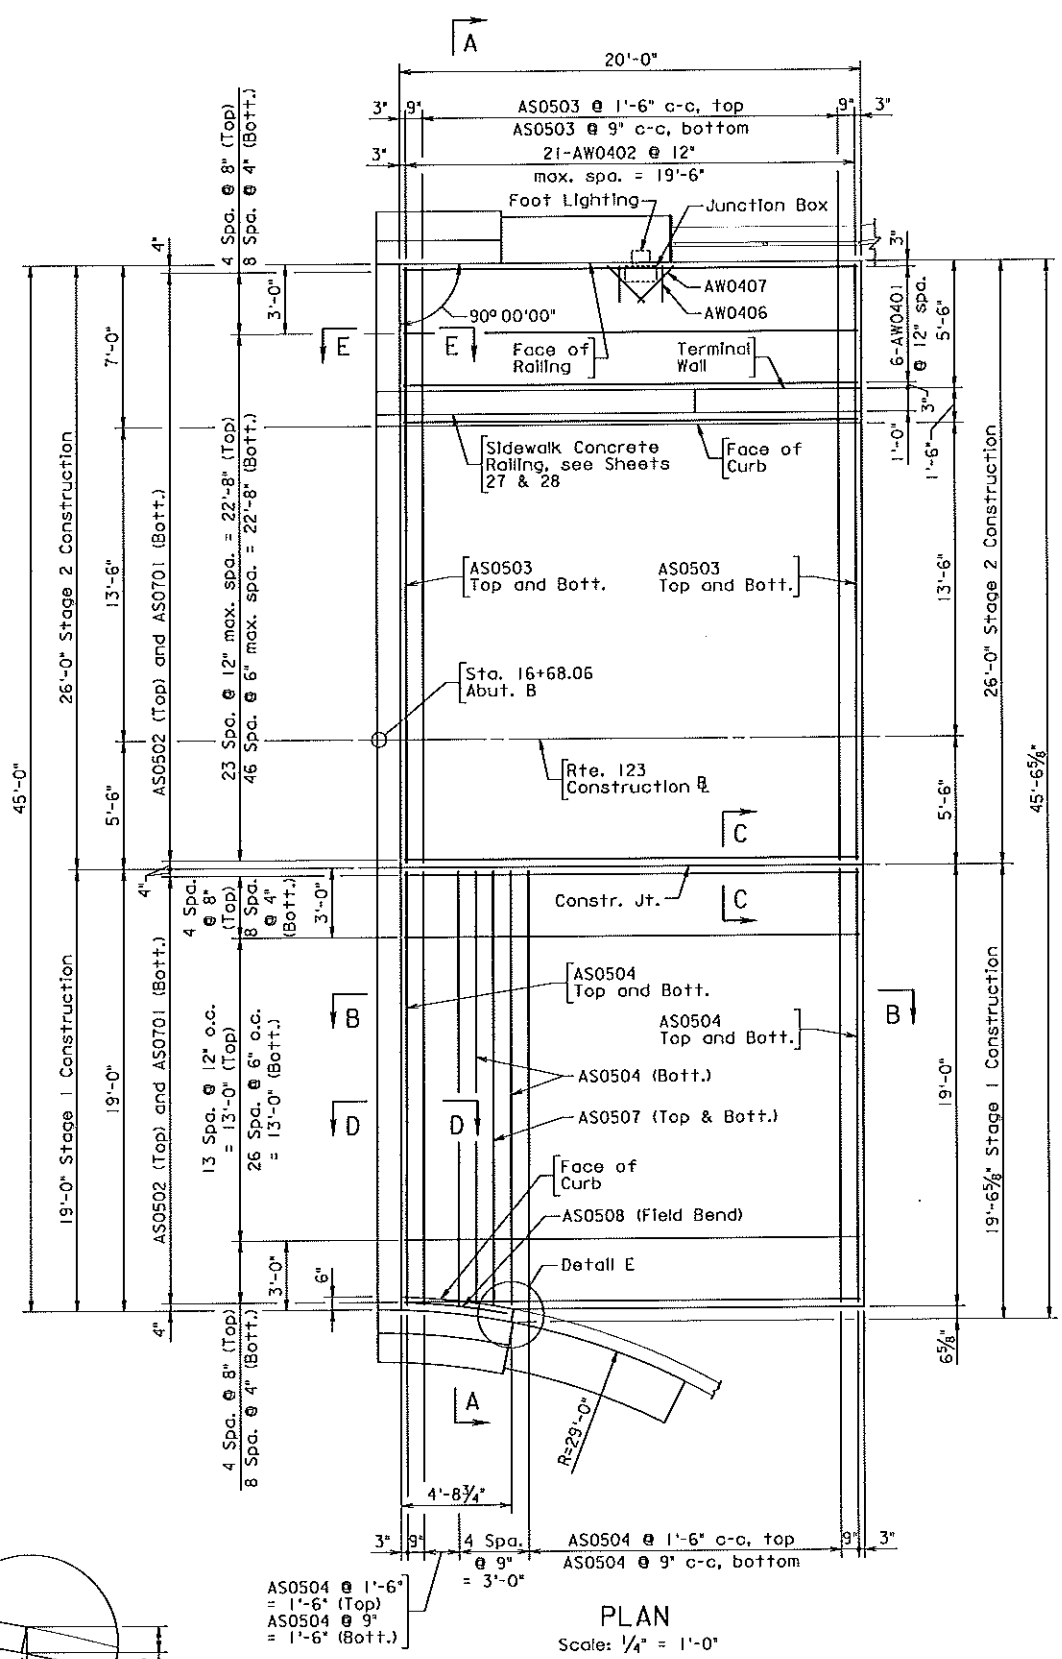 A
20'-0"
3" 9" AS0503 @ 1'-6" c-c, top 9" 3"
AS0503 @ 9" c-c, bottom
3" 21-AW0402 @ 12"
max. spa. = 19'-6"
4 Spa. @ 8" (Top)
8 Spa. @ 4" (Bott.)
Foot Lighting
Junction Box
4"
3"
3'-0"
AW0407
AW0406
90° 00'00"
6-AW0401
@ 12" spa.
5'-6"
7'-0"
E
E
Face of
Railing
Terminal
Wall
3"
1'-0"
1'-6"
Sidewalk Concrete
Railing, see Sheets
27 & 28
Face of
Curb
26'-0" Stage 2 Construction
13'-6"
AS0502 (Top) and AS0701 (Bott.)
23 Spa. @ 12" max. spa. = 22'-8" (Top)
46 Spa. @ 6" max. spa. = 22'-8" (Bott.)
AS0503
Top and Bott.
AS0503
Top and Bott.
13'-6"
26'-0" Stage 2 Construction
Sta. 16+68.06
Abut. B
45'-0"
5'-6"
Rte. 123
Construction ℄
5'-6"
45'-6⅝"
C
4"
4 Spa.
@ 8"
(Top)
8 Spa.
@ 4"
(Bott.)
3'-0"
Constr. Jt.
C
19'-0" Stage 1 Construction
19'-0"
AS0502 (Top) and AS0701 (Bott.)
13 Spa. @ 12" o.c.
= 13'-0" (Top)
26 Spa. @ 6" o.c.
= 13'-0" (Bott.)
B
AS0504
Top and Bott.
AS0504
Top and Bott.
B
AS0504 (Bott.)
19'-0"
19'-6⅝" Stage 1 Construction
D
D
AS0507 (Top & Bott.)
Face of
Curb
AS0508 (Field Bend)
Detail E
3'-0"
6"
4"
6⅝"
4 Spa. @ 8" (Top)
8 Spa. @ 4" (Bott.)
A
R=29'-0"
4'-8¾"
3" 9" 4 Spa. AS0504 @ 1'-6" c-c, top 9" 3"
@ 9" AS0504 @ 9" c-c, bottom
= 3'-0"
AS0504 @ 1'-6"
= 1'-6" (Top)
AS0504 @ 9"
= 1'-6" (Bott.)
PLAN
Scale: ¼" = 1'-0"